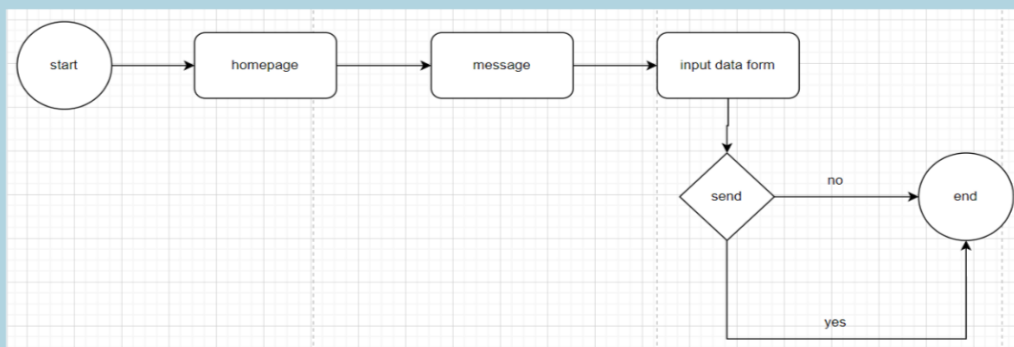 start
homepage
message
input data form
send
no
end
yes